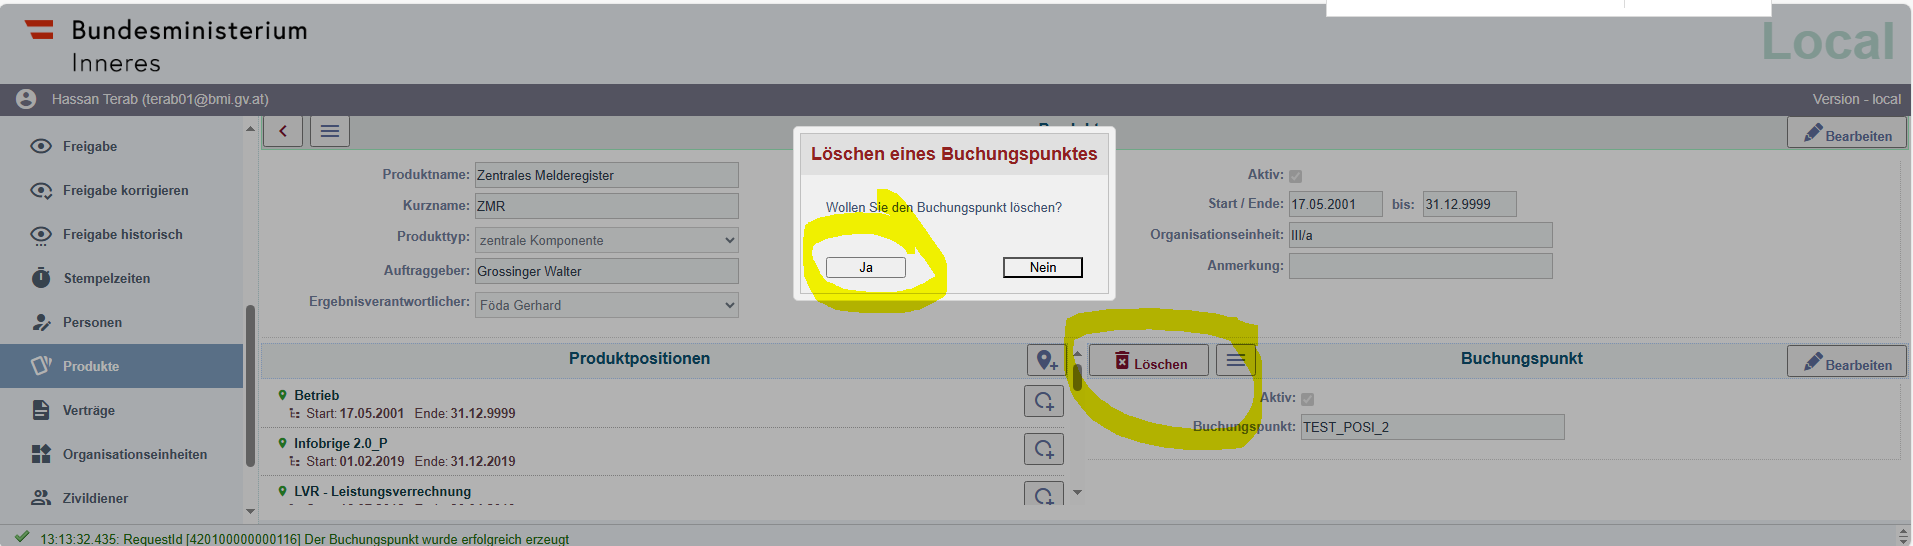 Bundesministerium
Inneres
Local
Hassan Terab (terab01@bmi.gv.at)
Version - local
Freigabe
Freigabe korrigieren
Freigabe historisch
Stempelzeiten
Personen
Produkte
Verträge
Organisationseinheiten
Zivildiener
Bearbeiten
Produktname: Zentrales Melderegister
Kurzname: ZMR
Produkttyp: zentrale Komponente
Auftraggeber: Grossinger Walter
Ergebnisverantwortlicher: Föda Gerhard
Aktiv:
Start / Ende: 17.05.2001 bis: 31.12.9999
Organisationseinheit: III/a
Anmerkung:
Löschen eines Buchungspunktes
Wollen Sie den Buchungspunkt löschen?
Ja Nein
Produktpositionen
Betrieb
Start: 17.05.2001 Ende: 31.12.9999
Infobrige 2.0_P
Start: 01.02.2019 Ende: 31.12.2019
LVR - Leistungsverrechnung
Löschen
Buchungspunkt
Bearbeiten
Aktiv:
Buchungspunkt: TEST_POSI_2
13:13:32.435: RequestId [420100000000116] Der Buchungspunkt wurde erfolgreich erzeugt